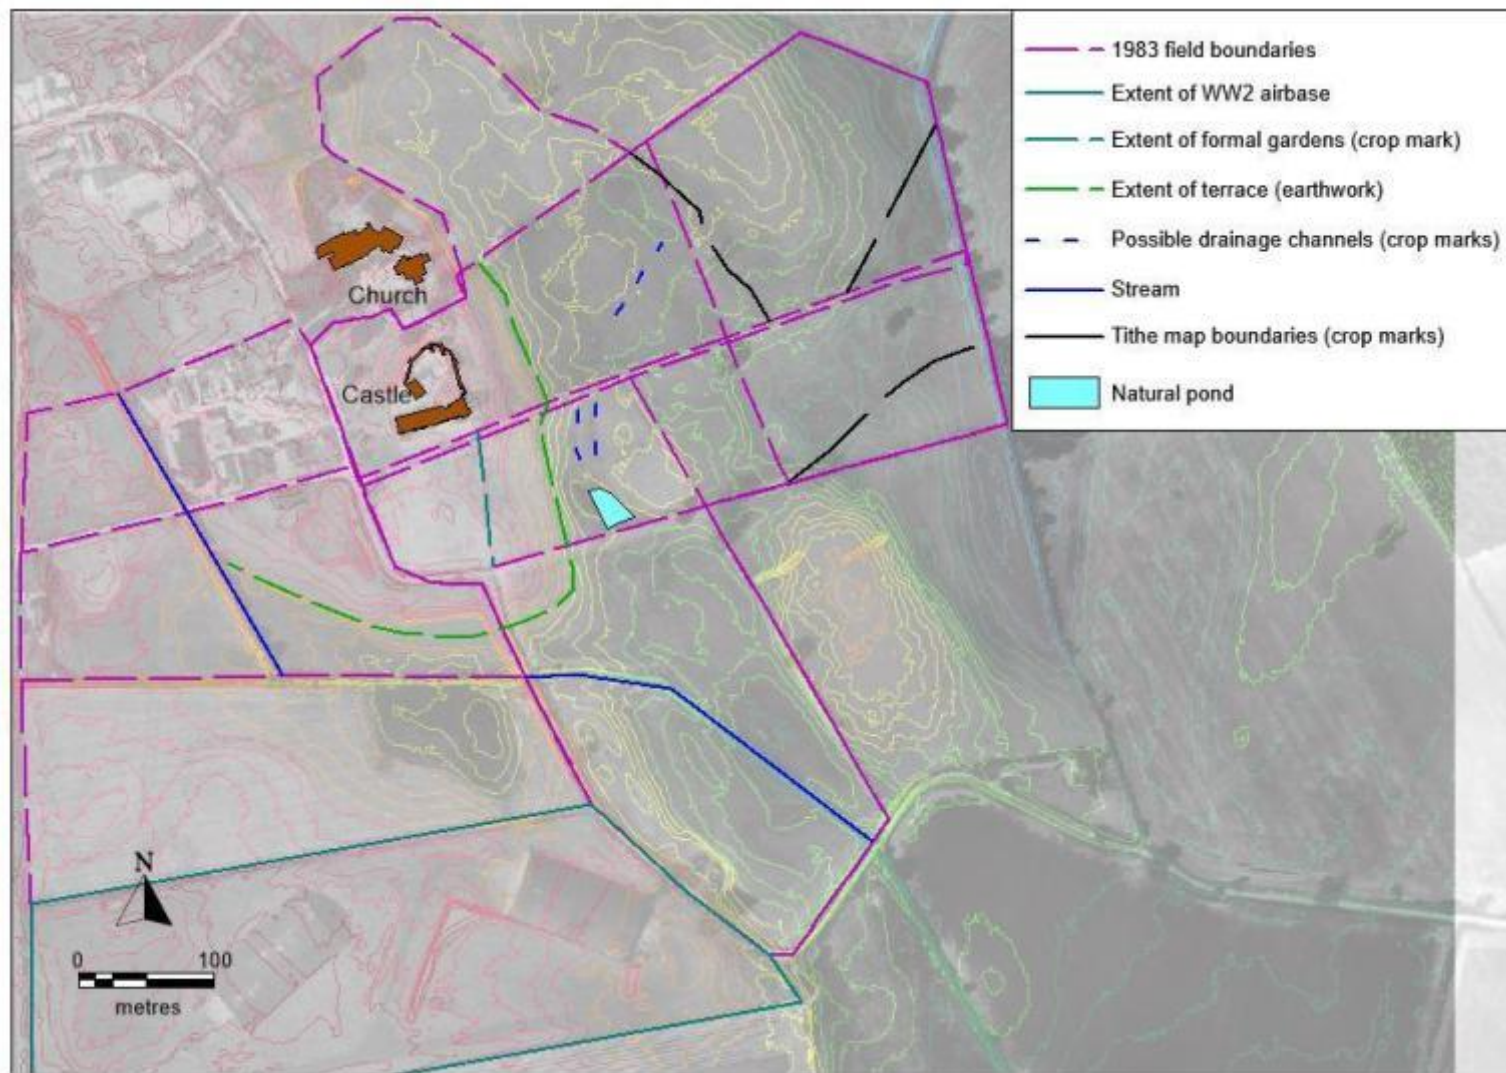 1983 field boundaries
Extent of WW2 airbase
Extent of formal gardens (crop mark)
Extent of terrace (earthwork)
Possible drainage channels (crop marks)
Stream
Tithe map boundaries (crop marks)
Natural pond
Church
Castle
N
0 100
metres